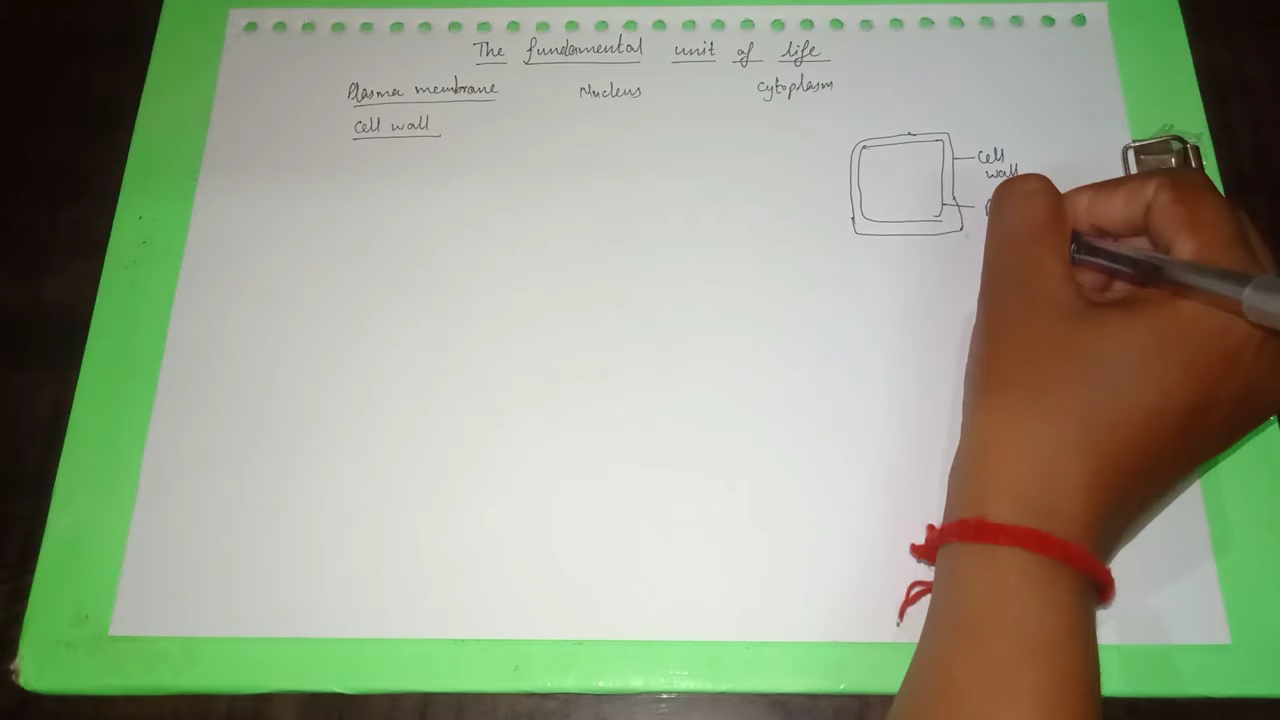 The fundamental unit of life
Plasma membrane Nucleus Cytoplasm
Cell wall
Cell
wall